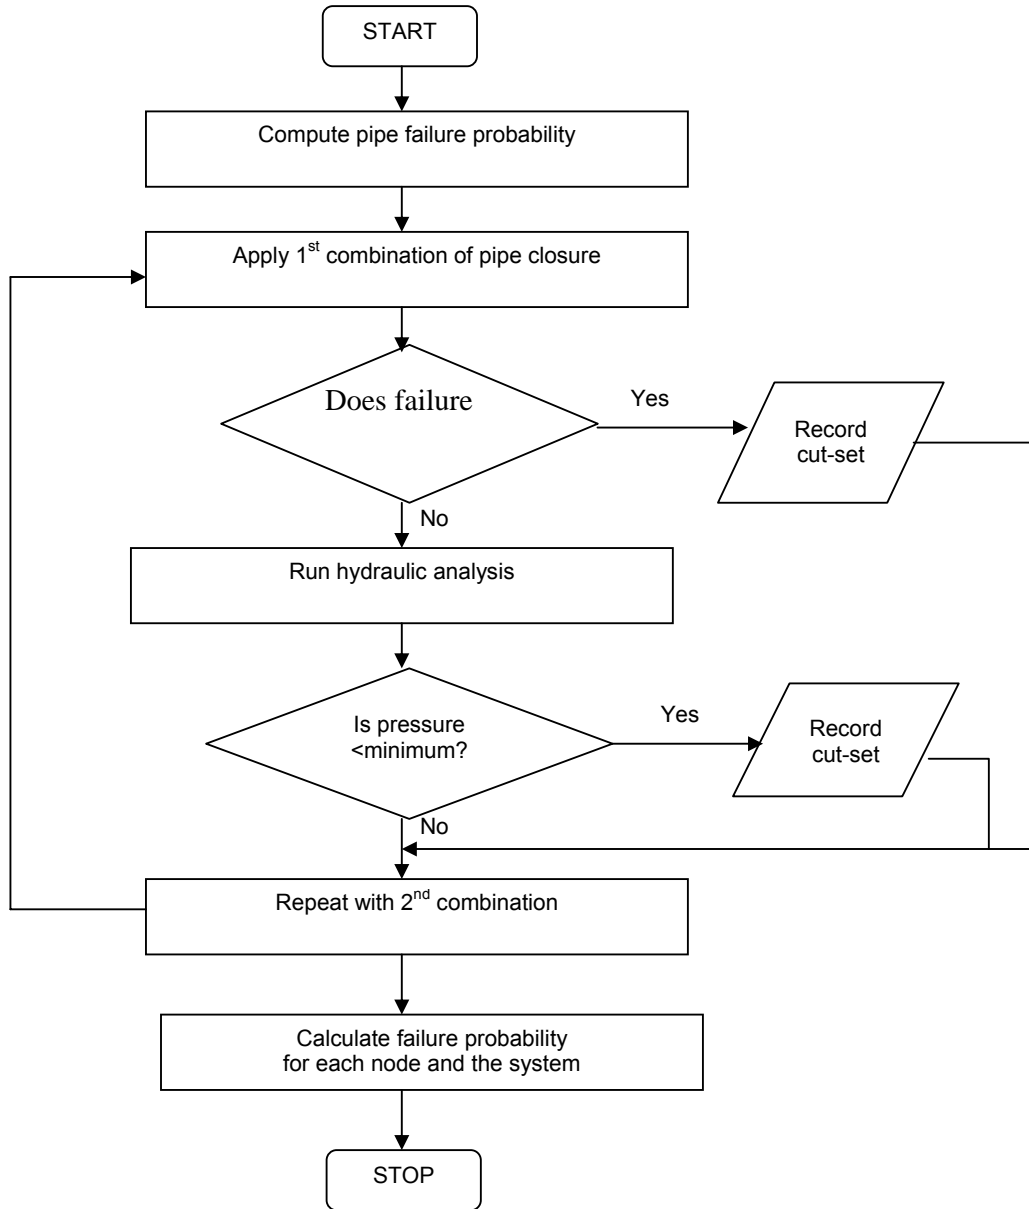 START
Compute pipe failure probability
Apply 1st combination of pipe closure
Does failure
Yes
Record
cut-set
No
Run hydraulic analysis
Is pressure
<minimum?
Yes
Record
cut-set
No
Repeat with 2nd combination
Calculate failure probability
for each node and the system
STOP